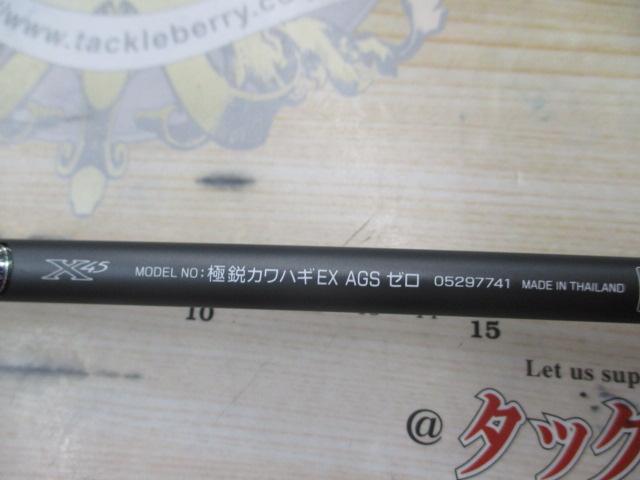 www.tackleberry.co
X45 MODEL NO:極鋭カワハギEX AGS ゼロ 05297741 MADE IN THAILAND
10 15
Let us sup
@タック